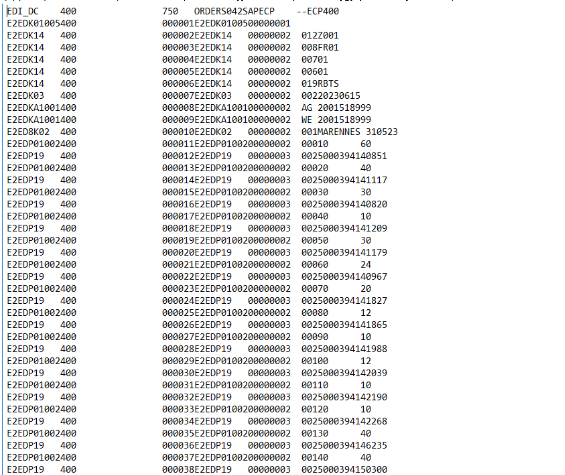 EDI_DC    400                 750   ORDERS042SAPECP    --ECP400
E2EDK01005400                 000001E2EDK0100500000001
E2EDK14   400                 000002E2EDK14   00000002  012Z001
E2EDK14   400                 000003E2EDK14   00000002  008FR01
E2EDK14   400                 000004E2EDK14   00000002  00701
E2EDK14   400                 000005E2EDK14   00000002  00601
E2EDK14   400                 000006E2EDK14   00000002  019RBTS
E2EDK03   400                 000007E2EDK03   00000002  00220230615
E2EDKA1001400                 000008E2EDKA100100000002  AG 2001518999
E2EDKA1001400                 000009E2EDKA100100000002  WE 2001518999
E2ED8K02  400                 000010E2EDK02   00000002  001MARENNES 310523
E2EDP01002400                 000011E2EDP0100200000002  00010      60
E2EDP19   400                 000012E2EDP19   00000003  0025000394140851
E2EDP01002400                 000013E2EDP0100200000002  00020      40
E2EDP19   400                 000014E2EDP19   00000003  0025000394141117
E2EDP01002400                 000015E2EDP0100200000002  00030      30
E2EDP19   400                 000016E2EDP19   00000003  0025000394140820
E2EDP01002400                 000017E2EDP0100200000002  00040      10
E2EDP19   400                 000018E2EDP19   00000003  0025000394141209
E2EDP01002400                 000019E2EDP0100200000002  00050      30
E2EDP19   400                 000020E2EDP19   00000003  0025000394141179
E2EDP01002400                 000021E2EDP0100200000002  00060      24
E2EDP19   400                 000022E2EDP19   00000003  0025000394140967
E2EDP01002400                 000023E2EDP0100200000002  00070      20
E2EDP19   400                 000024E2EDP19   00000003  0025000394141827
E2EDP01002400                 000025E2EDP0100200000002  00080      12
E2EDP19   400                 000026E2EDP19   00000003  0025000394141865
E2EDP01002400                 000027E2EDP0100200000002  00090      10
E2EDP19   400                 000028E2EDP19   00000003  0025000394141988
E2EDP01002400                 000029E2EDP0100200000002  00100      12
E2EDP19   400                 000030E2EDP19   00000003  0025000394142039
E2EDP01002400                 000031E2EDP0100200000002  00110      10
E2EDP19   400                 000032E2EDP19   00000003  0025000394142190
E2EDP01002400                 000033E2EDP0100200000002  00120      10
E2EDP19   400                 000034E2EDP19   00000003  0025000394142268
E2EDP01002400                 000035E2EDP0100200000002  00130      40
E2EDP19   400                 000036E2EDP19   00000003  0025000394146235
E2EDP01002400                 000037E2EDP0100200000002  00140      40
E2EDP19   400                 000038E2EDP19   00000003  0025000394150300